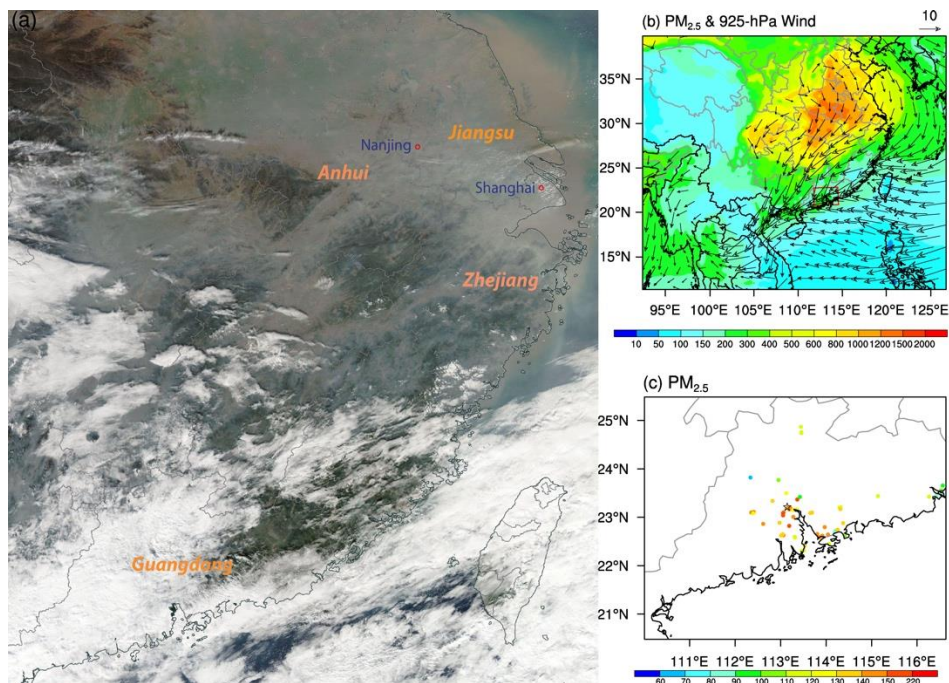 (a)
Jiangsu
Nanjing
Anhui
Shanghai
Zhejiang
Guangdong
(b) PM2.5 & 925-hPa Wind
10
35°N
30°N
25°N
20°N
15°N
95°E 100°E 105°E 110°E 115°E 120°E 125°E
10 50 100 150 200 300 400 500 600 800 1000 1500 2000
(c) PM2.5
25°N
24°N
23°N
22°N
21°N
111°E 112°E 113°E 114°E 115°E 116°E
60 70 80 90 100 110 120 130 140 150 220